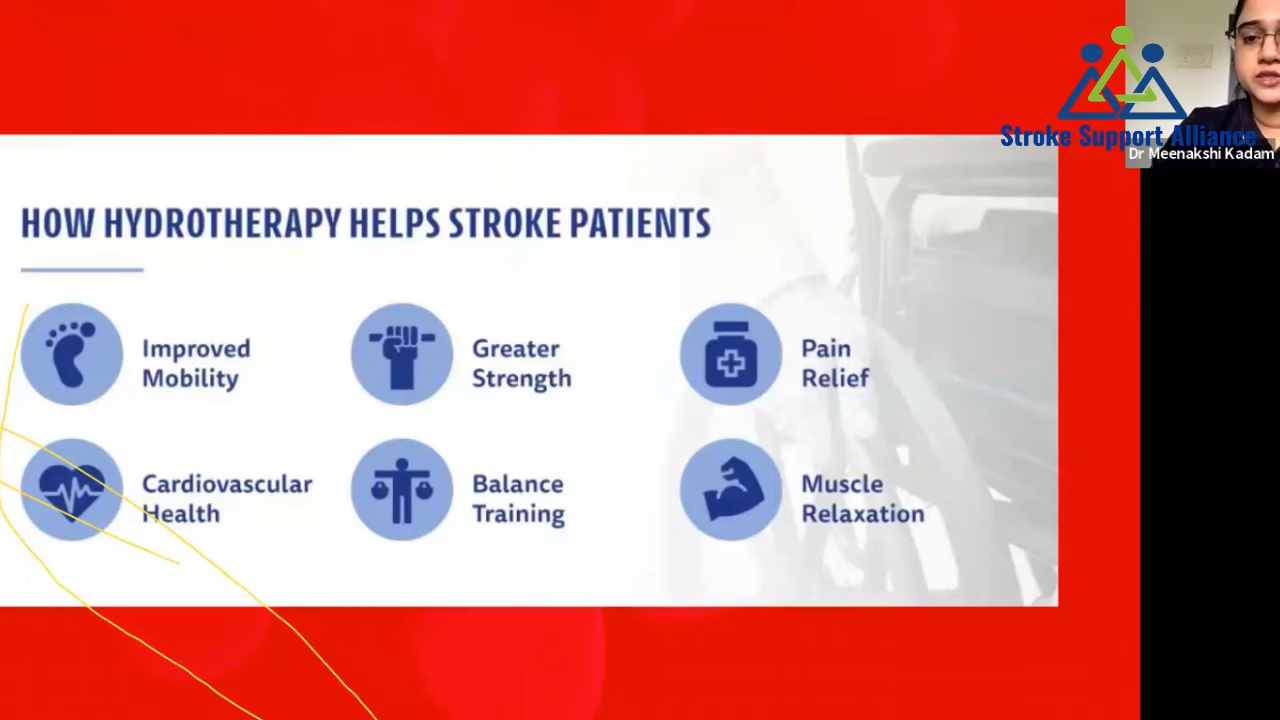 Stroke Support Alliance
Dr Meenakshi Kadam
HOW HYDROTHERAPY HELPS STROKE PATIENTS
Improved
Mobility
Greater
Strength
Pain
Relief
Cardiovascular
Health
Balance
Training
Muscle
Relaxation